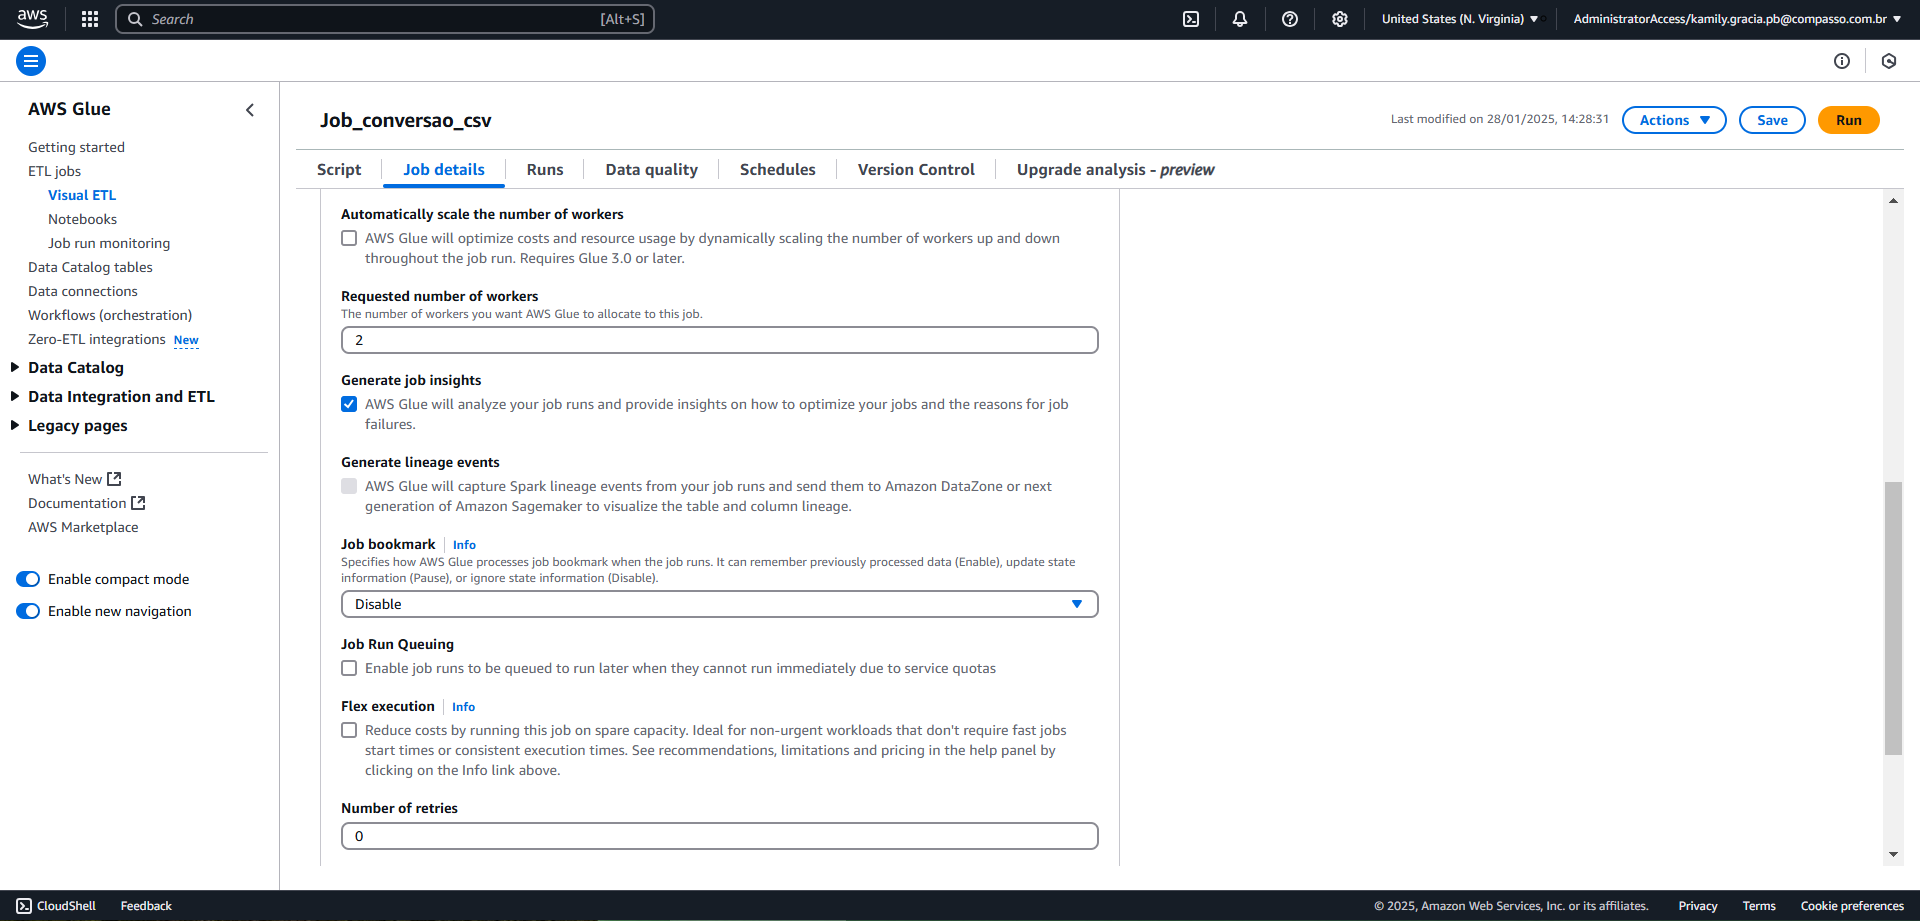 aws
Search
[Alt+S]
United States (N. Virginia)
AdministratorAccess/kamily.gracia.pb@compasso.com.br
AWS Glue
Getting started
ETL jobs
Visual ETL
Notebooks
Job run monitoring
Data Catalog tables
Data connections
Workflows (orchestration)
Zero-ETL integrations New
Data Catalog
Data Integration and ETL
Legacy pages
What's New
Documentation
AWS Marketplace
Enable compact mode
Enable new navigation
Job_conversao_csv
Last modified on 28/01/2025, 14:28:31
Actions
Save
Run
Script
Job details
Runs
Data quality
Schedules
Version Control
Upgrade analysis - preview
Automatically scale the number of workers
AWS Glue will optimize costs and resource usage by dynamically scaling the number of workers up and down
throughout the job run. Requires Glue 3.0 or later.
Requested number of workers
The number of workers you want AWS Glue to allocate to this job.
2
Generate job insights
AWS Glue will analyze your job runs and provide insights on how to optimize your jobs and the reasons for job
failures.
Generate lineage events
AWS Glue will capture Spark lineage events from your job runs and send them to Amazon DataZone or next
generation of Amazon Sagemaker to visualize the table and column lineage.
Job bookmark Info
Specifies how AWS Glue processes job bookmark when the job runs. It can remember previously processed data (Enable), update state
information (Pause), or ignore state information (Disable).
Disable
Job Run Queuing
Enable job runs to be queued to run later when they cannot run immediately due to service quotas
Flex execution Info
Reduce costs by running this job on spare capacity. Ideal for non-urgent workloads that don't require fast jobs
start times or consistent execution times. See recommendations, limitations and pricing in the help panel by
clicking on the Info link above.
Number of retries
0
CloudShell
Feedback
© 2025, Amazon Web Services, Inc. or its affiliates.
Privacy
Terms
Cookie preferences